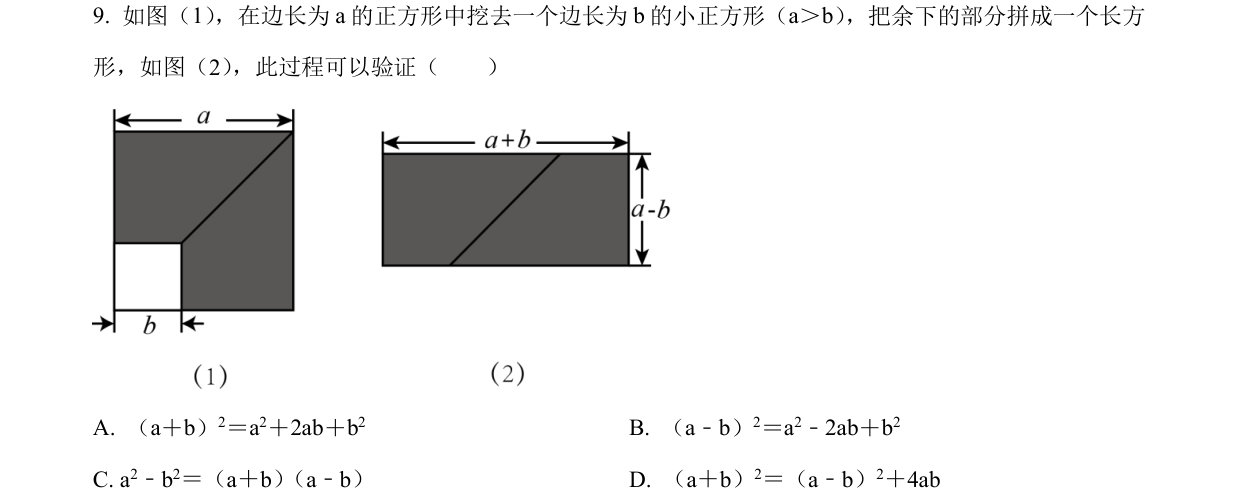 9. 如图（1），在边长为 a 的正方形中挖去一个边长为 b 的小正方形（a＞b），把余下的部分拼成一个长方
形，如图（2），此过程可以验证（　　）
a
a+b
a-b
b
(1)
(2)
A. （a＋b）²＝a²＋2ab＋b²
B. （a﹣b）²＝a²﹣2ab＋b²
C. a²﹣b²＝（a＋b）（a﹣b）
D. （a＋b）²＝（a﹣b）²＋4ab